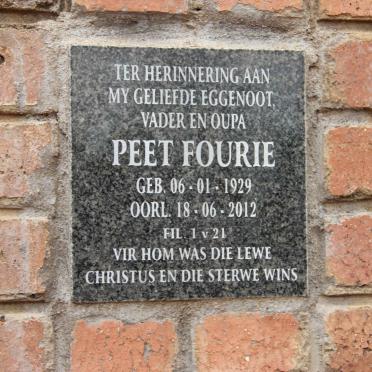 TER HERINNERING AAN
MY GELIEFDE EGGENOOT,
VADER EN OUPA
PEET FOURIE
GEB. 06 - 01 - 1929
OORL. 18 - 06 - 2012
FIL. 1 v 21
VIR HOM WAS DIE LEWE
CHRISTUS EN DIE STERWE WINS